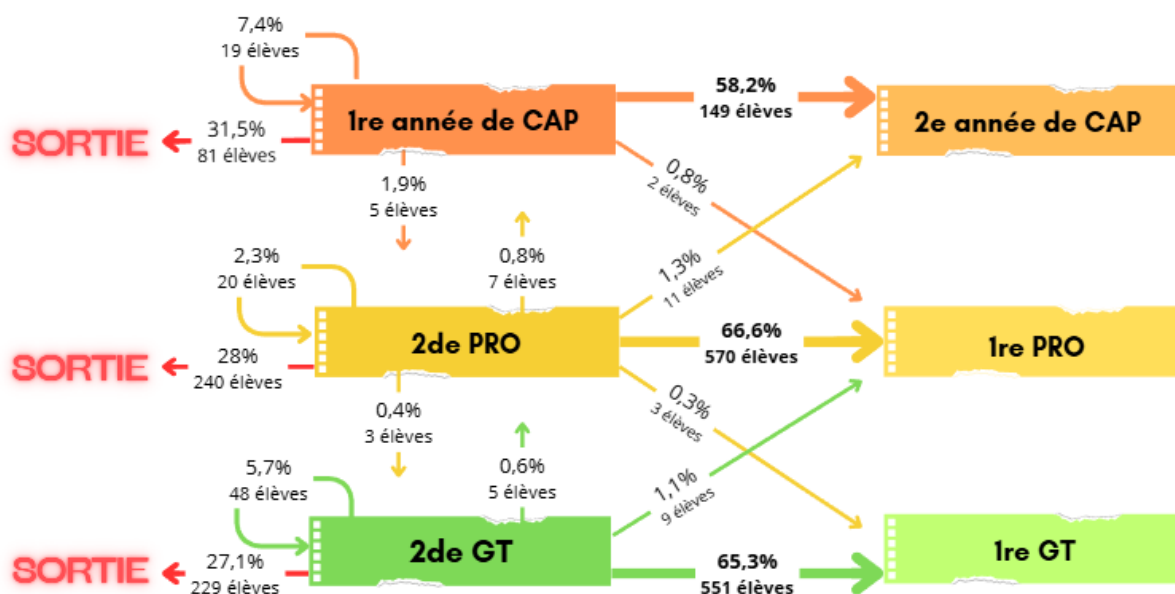 7,4%
19 élèves
58,2%
149 élèves
1re année de CAP
2e année de CAP
SORTIE
31,5%
81 élèves
0,8%
2 élèves
1,9%
5 élèves
2,3%
20 élèves
0,8%
7 élèves
1,3%
11 élèves
66,6%
570 élèves
2de PRO
1re PRO
SORTIE
28%
240 élèves
0,4%
3 élèves
0,3%
3 élèves
5,7%
48 élèves
0,6%
5 élèves
1,1%
9 élèves
2de GT
1re GT
SORTIE
27,1%
229 élèves
65,3%
551 élèves